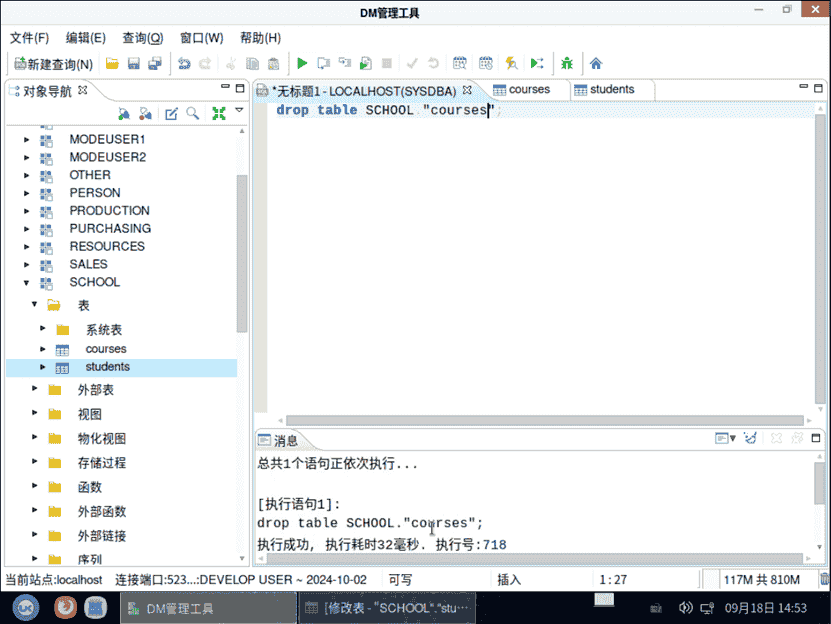 DM管理工具
文件(F) 编辑(E) 查询(Q) 窗口(W) 帮助(H)
新建查询(N)
对象导航
*无标题1 - LOCALHOST(SYSDBA) courses students
drop table SCHOOL."courses";
MODEUSER1
MODEUSER2
OTHER
PERSON
PRODUCTION
PURCHASING
RESOURCES
SALES
SCHOOL
表
系统表
courses
students
外部表
视图
物化视图
存储过程
函数
外部函数
外部链接
序列
消息
总共1个语句正依次执行...
[执行语句1]:
drop table SCHOOL."courses";
执行成功, 执行耗时32毫秒. 执行号:718
当前站点:localhost 连接端口:523...:DEVELOP USER ~ 2024-10-02 可写 插入 1:27 117M 共 810M
DM管理工具 [修改表 - "SCHOOL"."stu... 09月18日 14:53